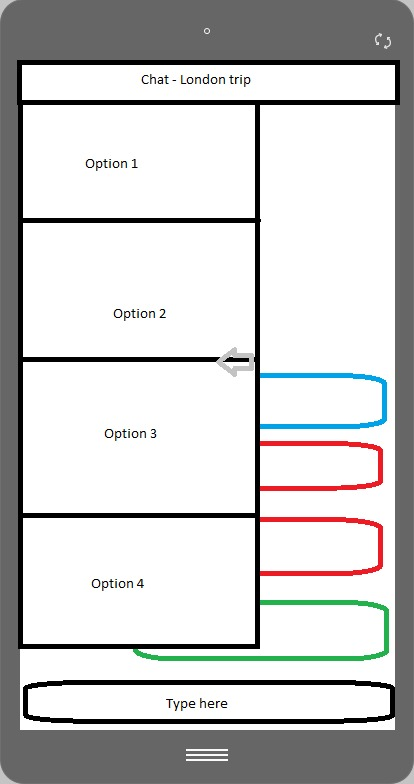 Chat - London trip
Option 1
Option 2
Option 3
Option 4
Type here